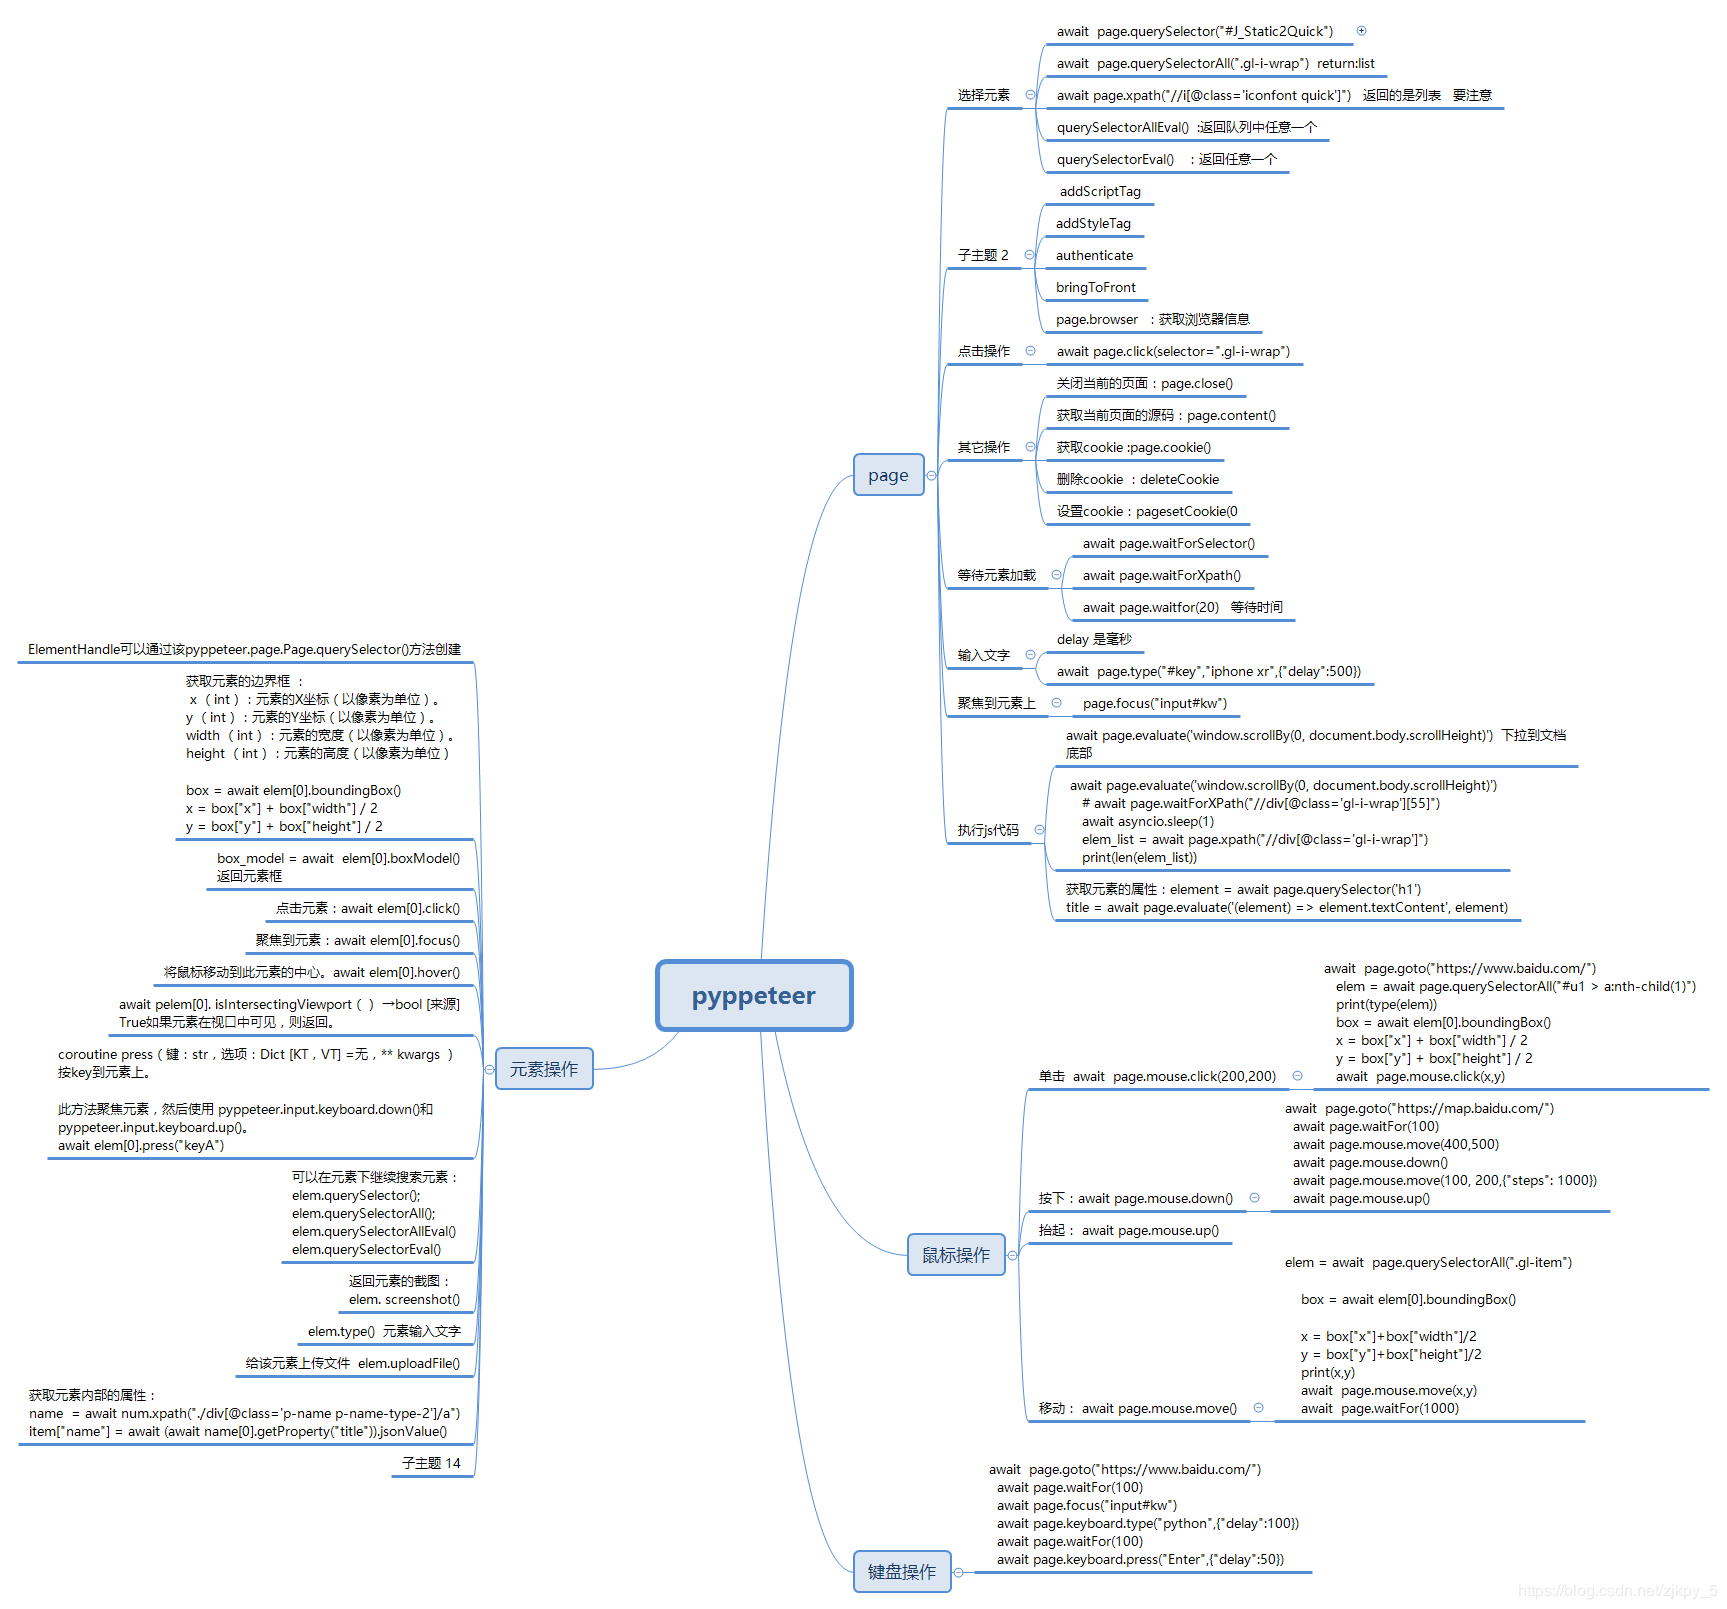 pyppeteer
page
选择元素
await  page.querySelector("#J_Static2Quick")
await  page.querySelectorAll(".gl-i-wrap")  return:list
await page.xpath("//i[@class='iconfont quick']")   返回的是列表   要注意
querySelectorAllEval()  :返回队列中任意一个
querySelectorEval()    ：返回任意一个
子主题 2
addScriptTag
addStyleTag
authenticate
bringToFront
page.browser  ：获取浏览器信息
点击操作
await page.click(selector=".gl-i-wrap")
其它操作
关闭当前的页面：page.close()
获取当前页面的源码：page.content()
获取cookie :page.cookie()
删除cookie ：deleteCookie
设置cookie：pagesetCookie(0
等待元素加载
await page.waitForSelector()
await page.waitForXpath()
await page.waitfor(20)   等待时间
输入文字
delay 是毫秒
await  page.type("#key","iphone xr",{"delay":500})
聚焦到元素上
page.focus("input#kw")
执行js代码
await page.evaluate('window.scrollBy(0, document.body.scrollHeight)')  下拉到文档
底部
await page.evaluate('window.scrollBy(0, document.body.scrollHeight)')
# await page.waitForXPath("//div[@class='gl-i-wrap'][55]")
await asyncio.sleep(1)
elem_list = await page.xpath("//div[@class='gl-i-wrap']")
print(len(elem_list))
获取元素的属性：element = await page.querySelector('h1')
title = await page.evaluate('(element) => element.textContent', element)
鼠标操作
单击  await  page.mouse.click(200,200)
await  page.goto("https://www.baidu.com/")
elem = await page.querySelectorAll("#u1 > a:nth-child(1)")
print(type(elem))
box = await elem[0].boundingBox()
x = box["x"] + box["width"] / 2
y = box["y"] + box["height"] / 2
await  page.mouse.click(x,y)
按下：await page.mouse.down()
await  page.goto("https://map.baidu.com/")
await page.waitFor(100)
await page.mouse.move(400,500)
await page.mouse.down()
await page.mouse.move(100, 200,{"steps": 1000})
await page.mouse.up()
抬起： await page.mouse.up()
移动： await page.mouse.move()
elem = await  page.querySelectorAll(".gl-item")
box = await elem[0].boundingBox()
x = box["x"]+box["width"]/2
y = box["y"]+box["height"]/2
print(x,y)
await  page.mouse.move(x,y)
await  page.waitFor(1000)
键盘操作
await  page.goto("https://www.baidu.com/")
await page.waitFor(100)
await page.focus("input#kw")
await page.keyboard.type("python",{"delay":100})
await page.waitFor(100)
await page.keyboard.press("Enter",{"delay":50})
元素操作
ElementHandle可以通过该pyppeteer.page.Page.querySelector()方法创建
获取元素的边界框 ：
x （int）：元素的X坐标（以像素为单位）。
y （int）：元素的Y坐标（以像素为单位）。
width （int）：元素的宽度（以像素为单位）。
height （int）：元素的高度（以像素为单位）
box = await elem[0].boundingBox()
x = box["x"] + box["width"] / 2
y = box["y"] + box["height"] / 2
box_model = await  elem[0].boxModel()
返回元素框
点击元素：await elem[0].click()
聚焦到元素：await elem[0].focus()
将鼠标移动到此元素的中心。await elem[0].hover()
await pelem[0]. isIntersectingViewport（ ） →bool [来源]
True如果元素在视口中可见，则返回。
coroutine press（键：str，选项：Dict [KT，VT] =无，** kwargs ）
按key到元素上。
此方法聚焦元素，然后使用 pyppeteer.input.keyboard.down()和
pyppeteer.input.keyboard.up()。
await elem[0].press("keyA")
可以在元素下继续搜索元素：
elem.querySelector();
elem.querySelectorAll();
elem.querySelectorAllEval()
elem.querySelectorEval()
返回元素的截图：
elem. screenshot()
elem.type()  元素输入文字
给该元素上传文件  elem.uploadFile()
获取元素内部的属性：
name  = await num.xpath("./div[@class='p-name p-name-type-2']/a")
item["name"] = await (await name[0].getProperty("title")).jsonValue()
子主题 14
https://blog.csdn.net/zjkpy_5